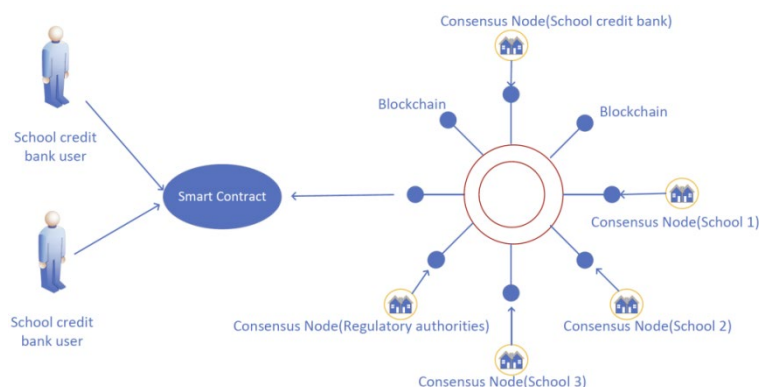 Consensus Node(School credit bank)
Blockchain
Blockchain
School credit
bank user
Smart Contract
Consensus Node(School 1)
School credit
bank user
Consensus Node(Regulatory authorities)
Consensus Node(School 2)
Consensus Node(School 3)